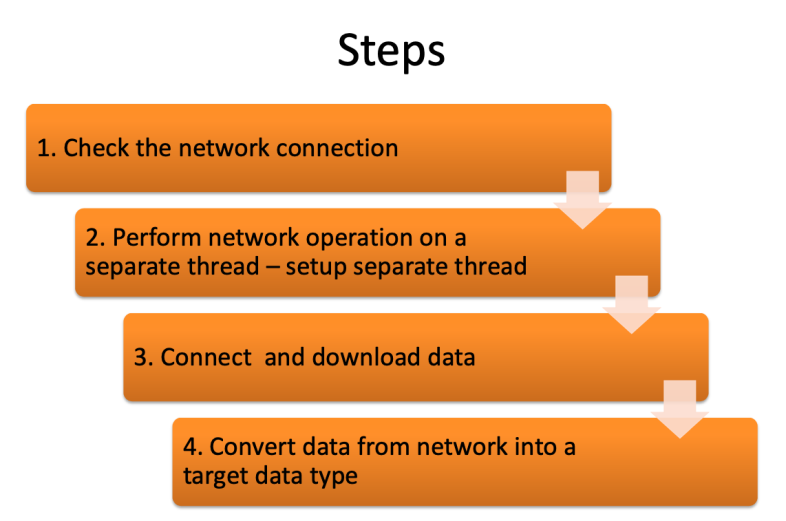 Steps
1. Check the network connection
2. Perform network operation on a
separate thread – setup separate thread
3. Connect  and download data
4. Convert data from network into a
target data type